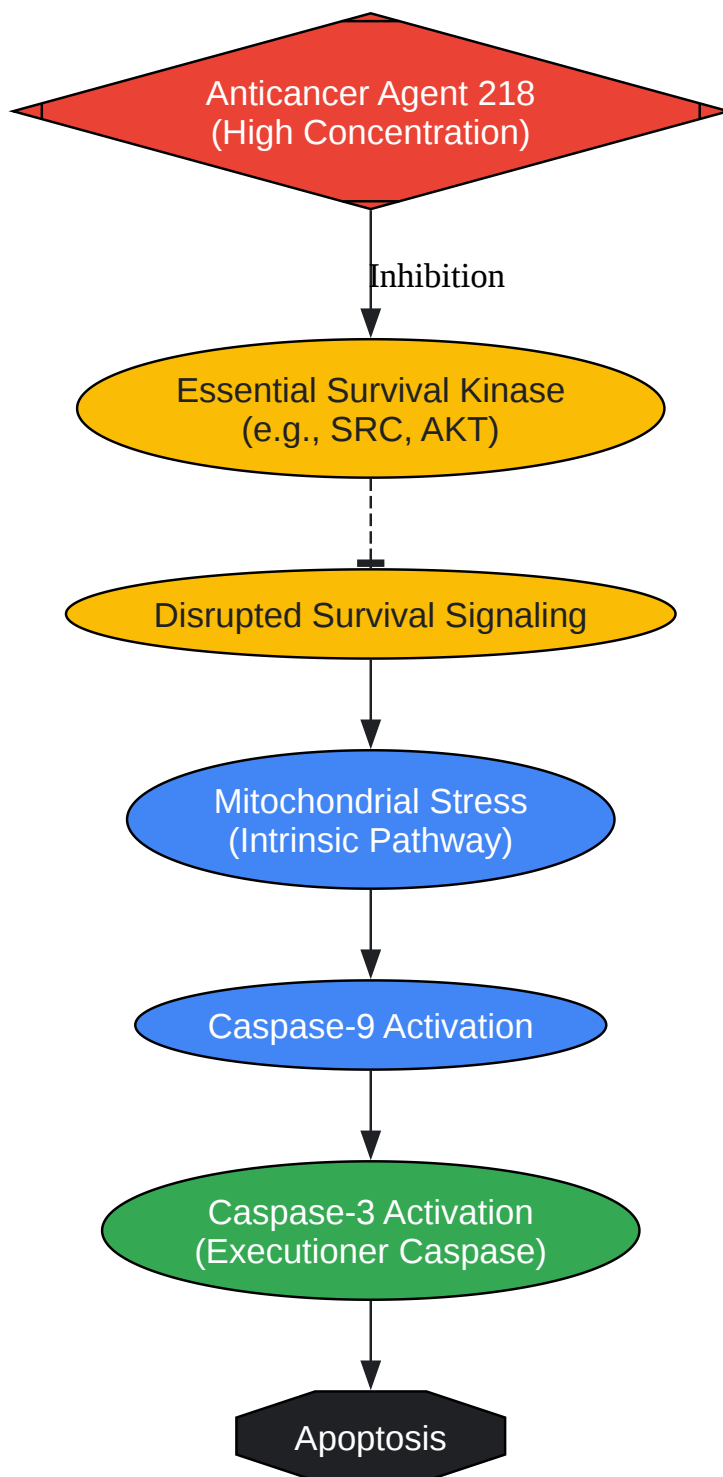 Anticancer Agent 218
(High Concentration)
Inhibition
Essential Survival Kinase
(e.g., SRC, AKT)
Disrupted Survival Signaling
Mitochondrial Stress
(Intrinsic Pathway)
Caspase-9 Activation
Caspase-3 Activation
(Executioner Caspase)
Apoptosis